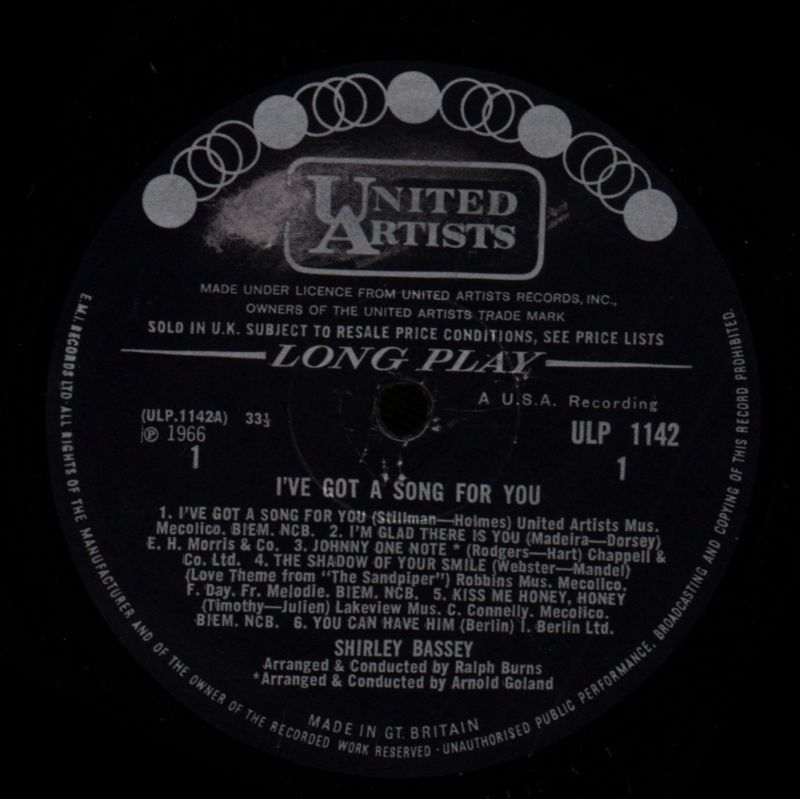 UNITED
ARTISTS
MADE UNDER LICENCE FROM UNITED ARTISTS RECORDS, INC.,
OWNERS OF THE UNITED ARTISTS TRADE MARK
SOLD IN U.K. SUBJECT TO RESALE PRICE CONDITIONS, SEE PRICE LISTS
LONG PLAY
A U.S.A. Recording
(ULP.1142A) 33⅓
℗ 1966
ULP 1142
1
1
I'VE GOT A SONG FOR YOU
1. I'VE GOT A SONG FOR YOU (Stillman—Holmes) United Artists Mus.
Mecolico. BIEM. NCB. 2. I'M GLAD THERE IS YOU (Madeira—Dorsey)
E. H. Morris & Co. 3. JOHNNY ONE NOTE * (Rodgers—Hart) Chappell &
Co. Ltd. 4. THE SHADOW OF YOUR SMILE (Webster—Mandel)
(Love Theme from "The Sandpiper") Robbins Mus. Mecolico.
F. Day. Fr. Melodie. BIEM. NCB. 5. KISS ME HONEY, HONEY
(Timothy—Julien) Lakeview Mus. C. Connelly. Mecolico.
BIEM. NCB. 6. YOU CAN HAVE HIM (Berlin) I. Berlin Ltd.
SHIRLEY BASSEY
Arranged & Conducted by Ralph Burns
*Arranged & Conducted by Arnold Goland
MADE IN GT. BRITAIN
E.M.I. RECORDS LTD · ALL RIGHTS OF THE MANUFACTURER AND OF THE OWNER OF THE RECORDED WORK RESERVED · UNAUTHORISED PUBLIC PERFORMANCE, BROADCASTING AND COPYING OF THIS RECORD PROHIBITED.